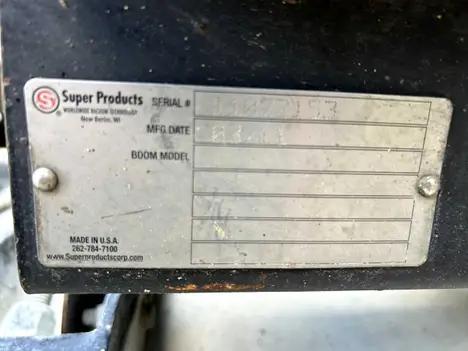 Super Products
WORLDWIDE VACUUM TECHNOLOGY
New Berlin, WI
SERIAL #
MFG DATE
BOOM MODEL
MADE IN U.S.A.
262-784-7100
www.Superproductscorp.com